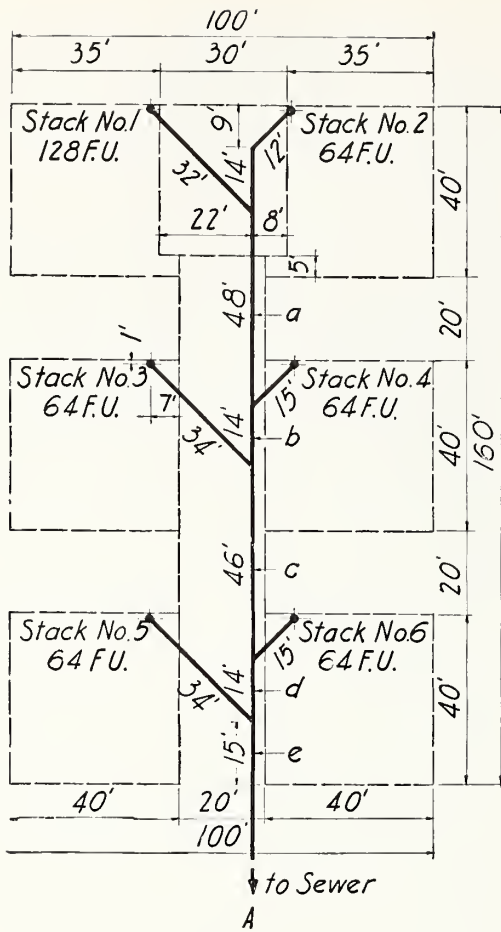 100'
35' 30' 35'
Stack No.1
128 F.U.
9'
Stack No.2
64 F.U.
32'
14'
12'
40'
22' 8'
5'
48'
a
20'
1'
Stack No.3
64 F.U.
7'
34'
14'
15'
Stack No.4
64 F.U.
b
40'
160'
46'
c
20'
Stack No.5
64 F.U.
34'
14'
15'
Stack No.6
64 F.U.
d
40'
15'
e
40' 20' 40'
100'
to Sewer
A